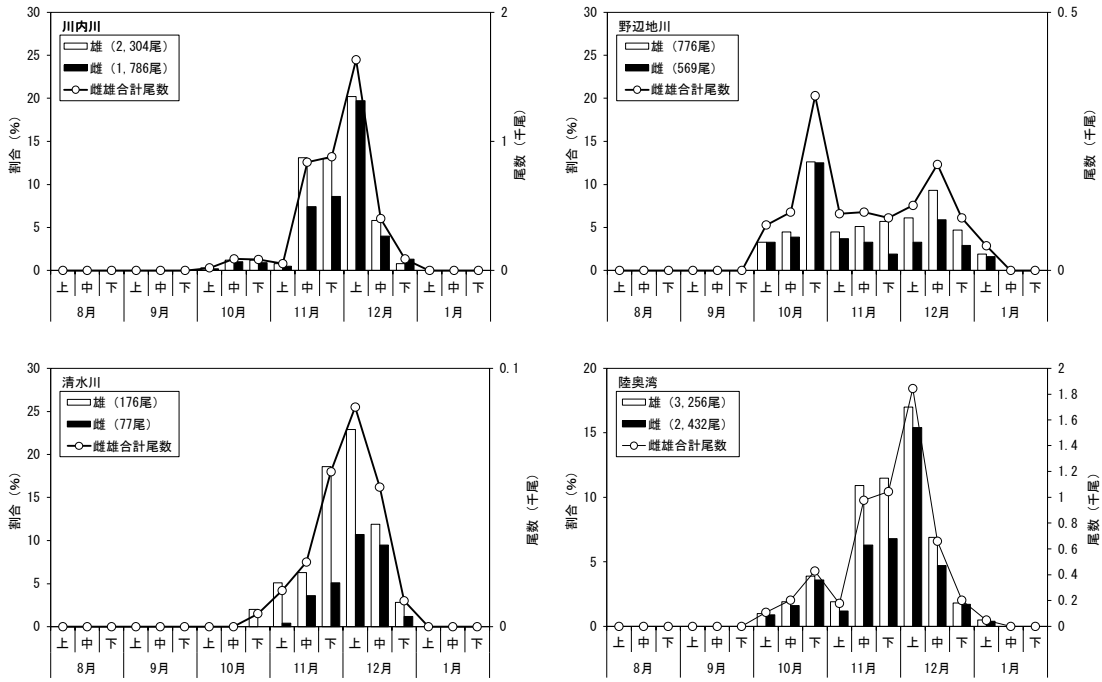 川内川
雄（2,304尾）
雌（1,786尾）
雌雄合計尾数
割合（%）
30
25
20
15
10
5
0
尾数（千尾）
2
1
0
上 中 下 上 中 下 上 中 下 上 中 下 上 中 下 上 中 下
8月 9月 10月 11月 12月 1月
野辺地川
雄（776尾）
雌（569尾）
雌雄合計尾数
割合（%）
30
25
20
15
10
5
0
尾数（千尾）
0.5
0
上 中 下 上 中 下 上 中 下 上 中 下 上 中 下 上 中 下
8月 9月 10月 11月 12月 1月
清水川
雄（176尾）
雌（77尾）
雌雄合計尾数
割合（%）
30
25
20
15
10
5
0
尾数（千尾）
0.1
0
上 中 下 上 中 下 上 中 下 上 中 下 上 中 下 上 中 下
8月 9月 10月 11月 12月 1月
陸奥湾
雄（3,256尾）
雌（2,432尾）
雌雄合計尾数
割合（%）
20
15
10
5
0
尾数（千尾）
2
1.8
1.6
1.4
1.2
1
0.8
0.6
0.4
0.2
0
上 中 下 上 中 下 上 中 下 上 中 下 上 中 下 上 中 下
8月 9月 10月 11月 12月 1月